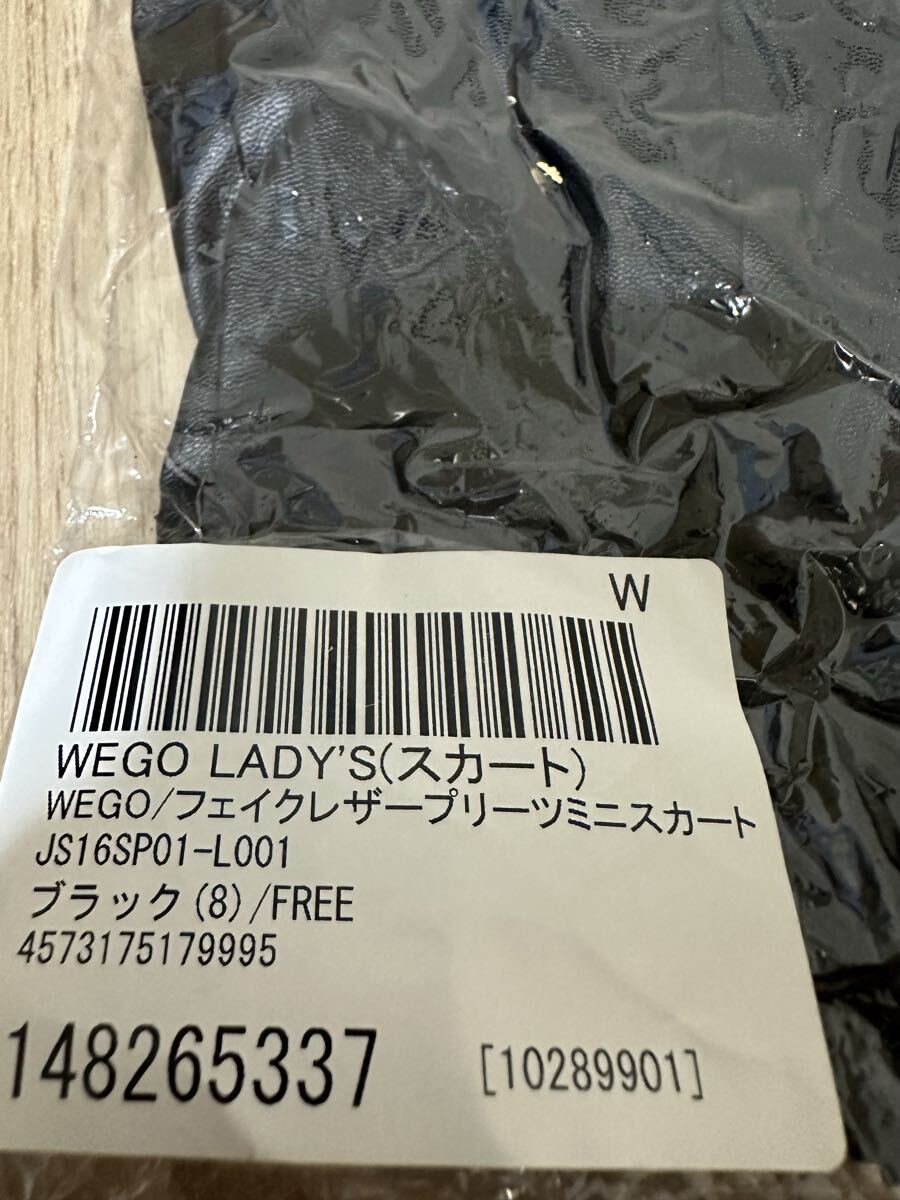 W
WEGO LADY'S(スカート)
WEGO/フェイクレザープリーツミニスカート
JS16SP01-L001
ブラック(8)/FREE
4573175179995
148265337 [10289901]